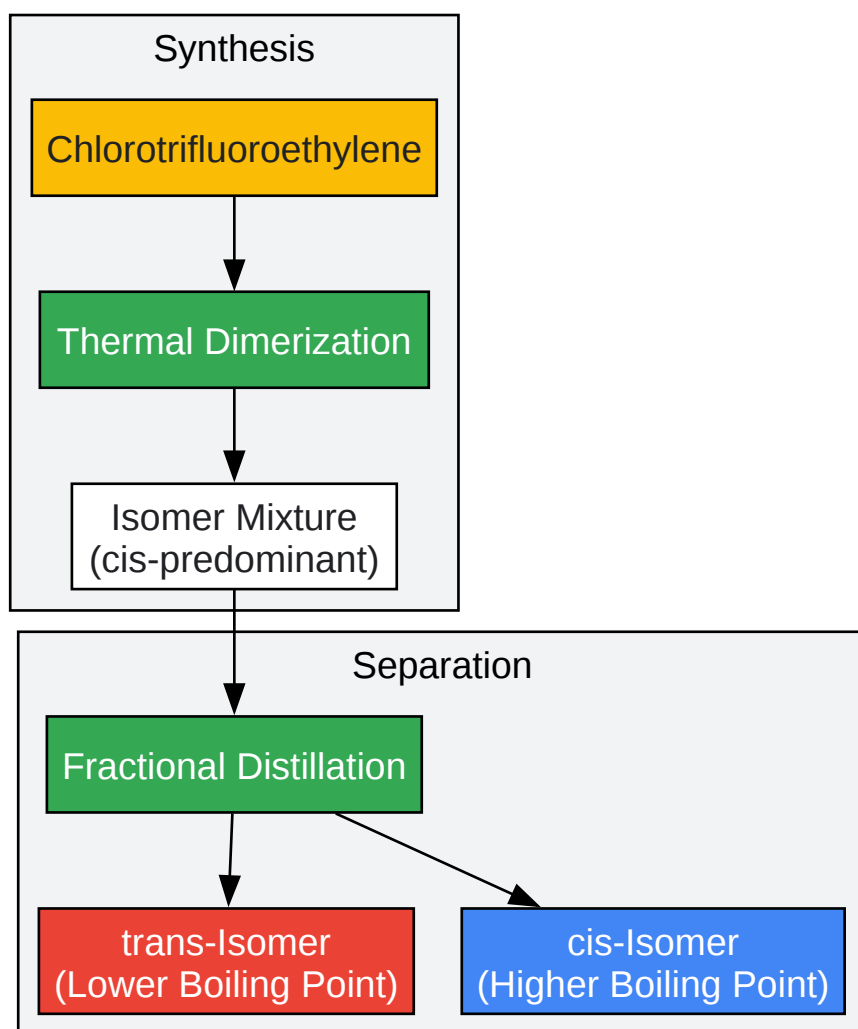 Synthesis
Chlorotrifluoroethylene
Thermal Dimerization
Isomer Mixture
(cis-predominant)
Separation
Fractional Distillation
trans-Isomer
(Lower Boiling Point)
cis-Isomer
(Higher Boiling Point)